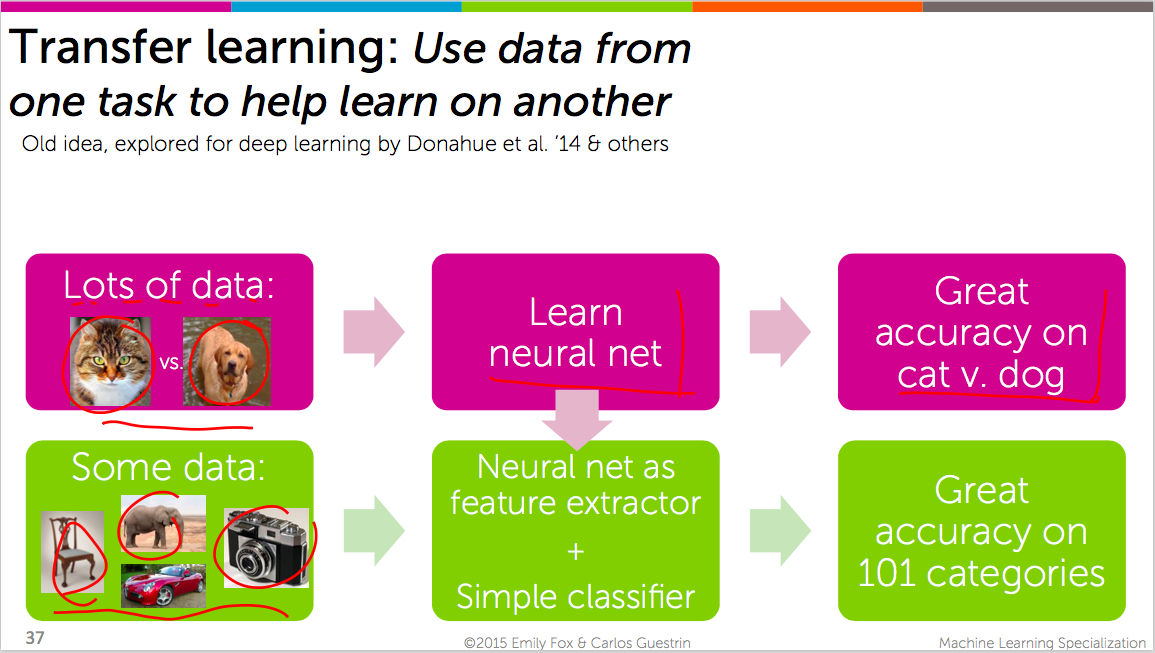 Transfer learning: Use data from
one task to help learn on another
Old idea, explored for deep learning by Donahue et al. '14 & others
Lots of data:
vs.
Learn
neural net
Great
accuracy on
cat v. dog
Some data:
Neural net as
feature extractor
+
Simple classifier
Great
accuracy on
101 categories
37
©2015 Emily Fox & Carlos Guestrin
Machine Learning Specialization